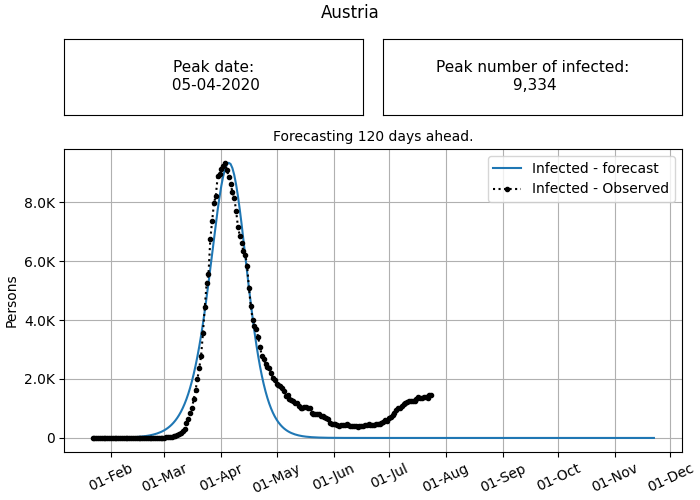 Austria
Peak date:
05-04-2020
Peak number of infected:
9,334
Forecasting 120 days ahead.
Infected - forecast
Infected - Observed
Persons
8.0K
6.0K
4.0K
2.0K
0
01-Feb
01-Mar
01-Apr
01-May
01-Jun
01-Jul
01-Aug
01-Sep
01-Oct
01-Nov
01-Dec